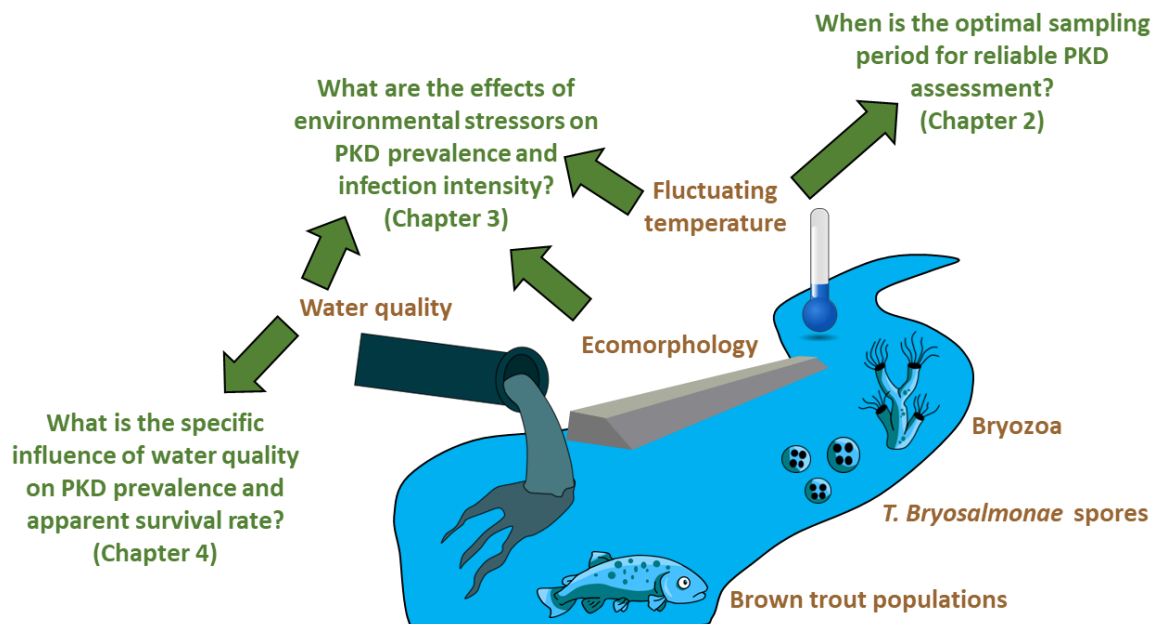 When is the optimal sampling
period for reliable PKD
assessment?
(Chapter 2)
What are the effects of
environmental stressors on
PKD prevalence and
infection intensity?
(Chapter 3)
Fluctuating
temperature
Water quality
Ecomorphology
What is the specific
influence of water quality
on PKD prevalence and
apparent survival rate?
(Chapter 4)
Bryozoa
T. Bryosalmonae spores
Brown trout populations